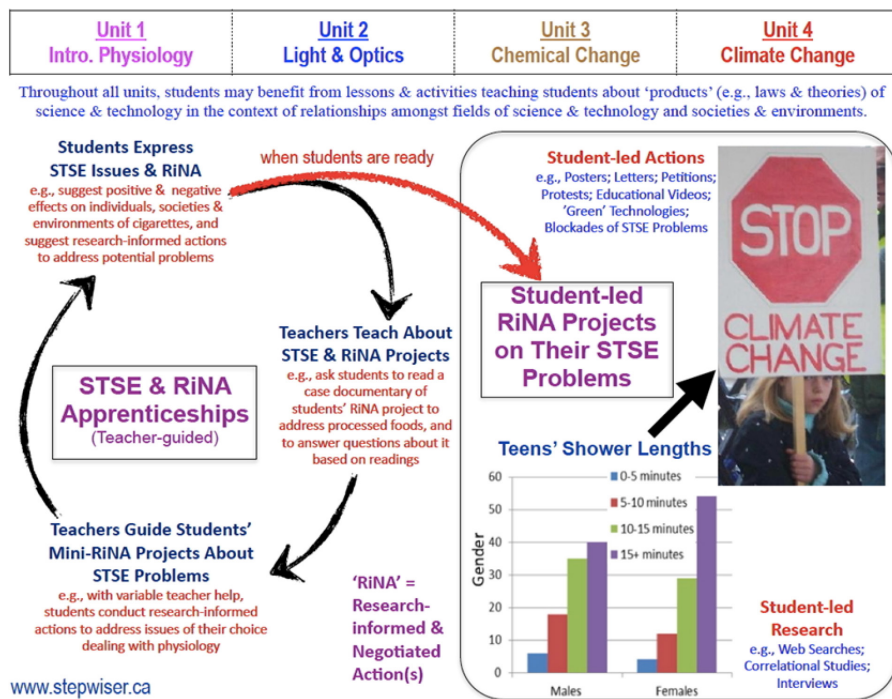 Unit 1
Intro. Physiology
Unit 2
Light & Optics
Unit 3
Chemical Change
Unit 4
Climate Change
Throughout all units, students may benefit from lessons & activities teaching students about ‘products’ (e.g., laws & theories) of
science & technology in the context of relationships amongst fields of science & technology and societies & environments.
Students Express
STSE Issues & RiNA
e.g., suggest positive & negative
effects on individuals, societies &
environments of cigarettes, and
suggest research-informed actions
to address potential problems
when students are ready
Teachers Teach About
STSE & RiNA Projects
e.g., ask students to read a
case documentary of
students’ RiNA project to
address processed foods, and
to answer questions about it
based on readings
STSE & RiNA
Apprenticeships
(Teacher-guided)
Teachers Guide Students’
Mini-RiNA Projects About
STSE Problems
e.g., with variable teacher help,
students conduct research-informed
actions to address issues of their choice
dealing with physiology
‘RiNA’ =
Research-
informed &
Negotiated
Action(s)
www.stepwiser.ca
Student-led Actions
e.g., Posters; Letters; Petitions;
Protests; Educational Videos;
‘Green’ Technologies;
Blockades of STSE Problems
STOP
CLIMATE
CHANGE
Student-led
RiNA Projects
on Their STSE
Problems
Teens’ Shower Lengths
0-5 minutes
5-10 minutes
10-15 minutes
15+ minutes
60
50
40
30
20
10
0
Gender
Males
Females
Student-led
Research
e.g., Web Searches;
Correlational Studies;
Interviews